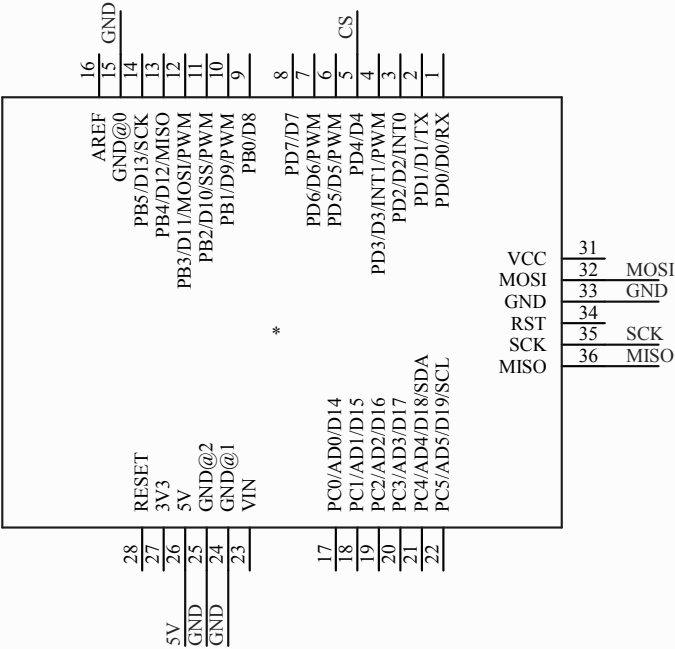 GND
CS
16
15
14
13
12
11
10
9
8
7
6
5
4
3
2
1
AREF
GND@0
PB5/D13/SCK
PB4/D12/MISO
PB3/D11/MOSI/PWM
PB2/D10/SS/PWM
PB1/D9/PWM
PB0/D8
PD7/D7
PD6/D6/PWM
PD5/D5/PWM
PD4/D4
PD3/D3/INT1/PWM
PD2/D2/INT0
PD1/D1/TX
PD0/D0/RX
VCC 31
MOSI 32 MOSI
GND 33 GND
RST 34
SCK 35 SCK
MISO 36 MISO
*
RESET
3V3
5V
GND@2
GND@1
VIN
PC0/AD0/D14
PC1/AD1/D15
PC2/AD2/D16
PC3/AD3/D17
PC4/AD4/D18/SDA
PC5/AD5/D19/SCL
28
27
26
25
24
23
17
18
19
20
21
22
5V
GND
GND